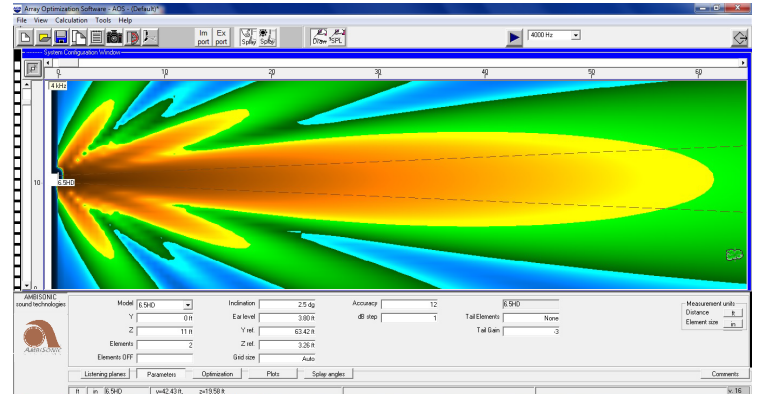 Array Optimization Software - AOS - (Default)*
File View Calculation Tools Help
Im port Ex port Splay Splay Draw SPL 4000 Hz
System Configuration Window
0 10 20 30 40 50 60
4 kHz
10
6.5HD
0
AMBISONIC
sound technologies
Model 6.5HD Inclination 2.5 dg Accuracy 12 6.5HD Measurement units
Y 0 ft Ear level 3.80 ft dB step 1 Tail Elements None Distance ft
Z 11 ft Y ref. 63.42 ft Tail Gain -3 Element size in
Elements 2 Z ref. 3.26 ft
Elements OFF Grid size Auto
Listening planes Parameters Optimization Plots Splay angles Comments
ft in 6.5HD y=42.43 ft, z=19.58 ft v. 16